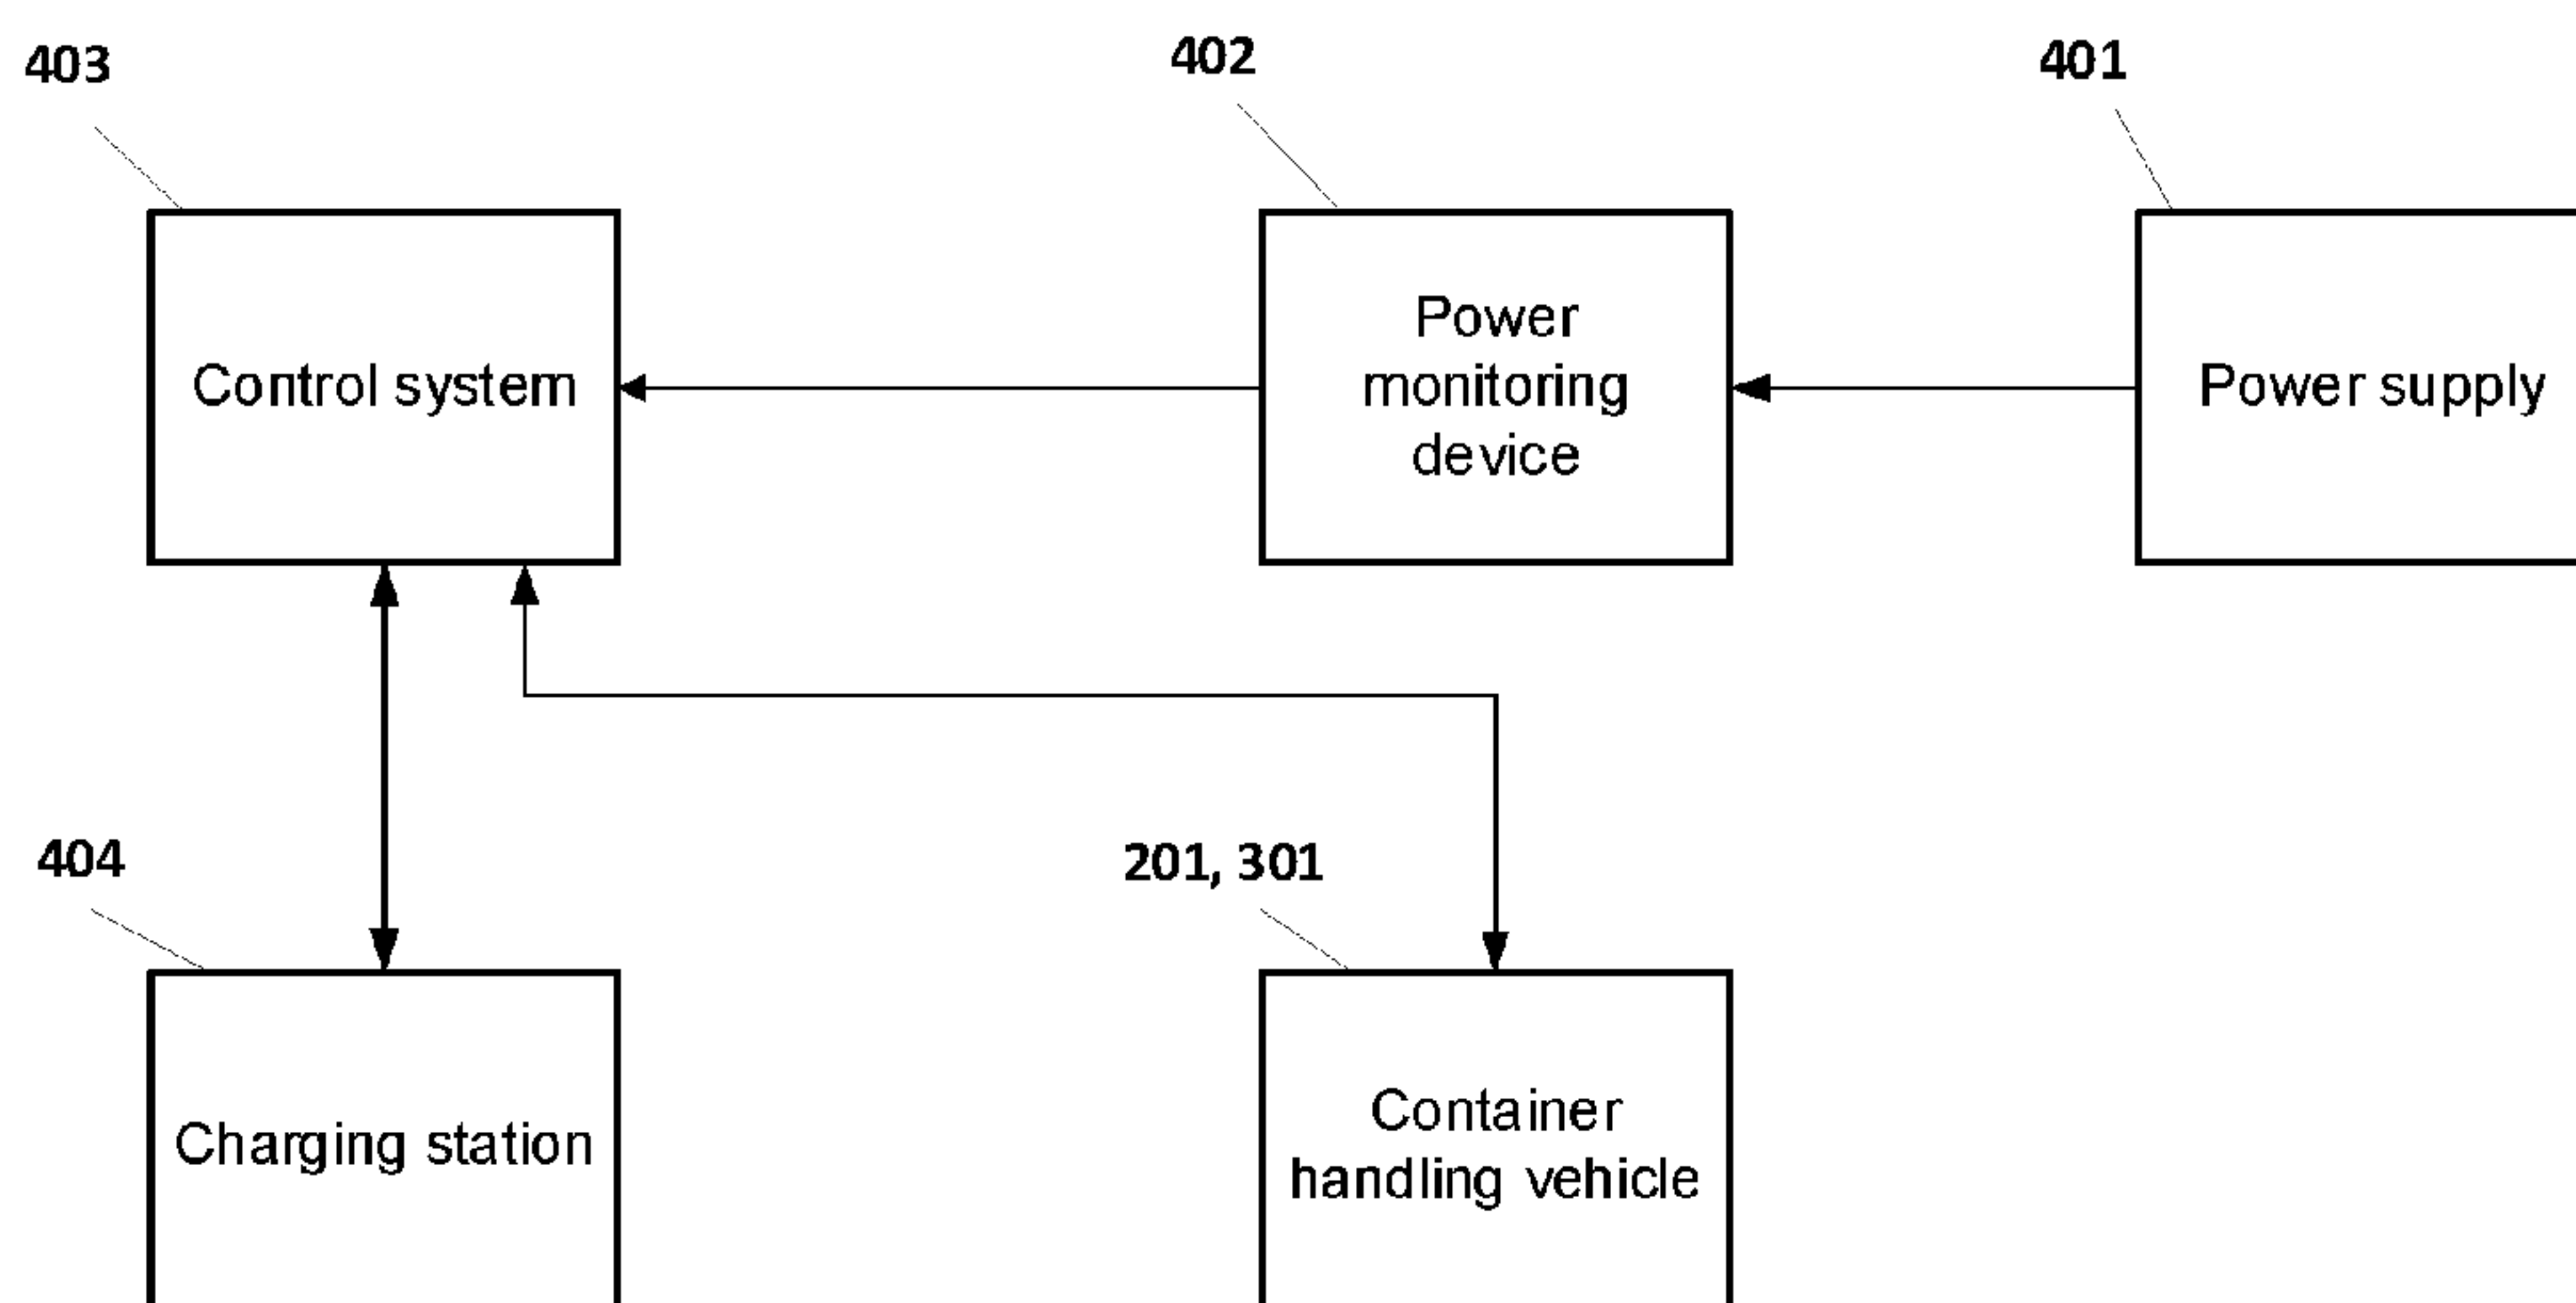 403
402
401
Control system
Power
monitoring
device
Power supply
404
201, 301
Charging station
Container
handling vehicle